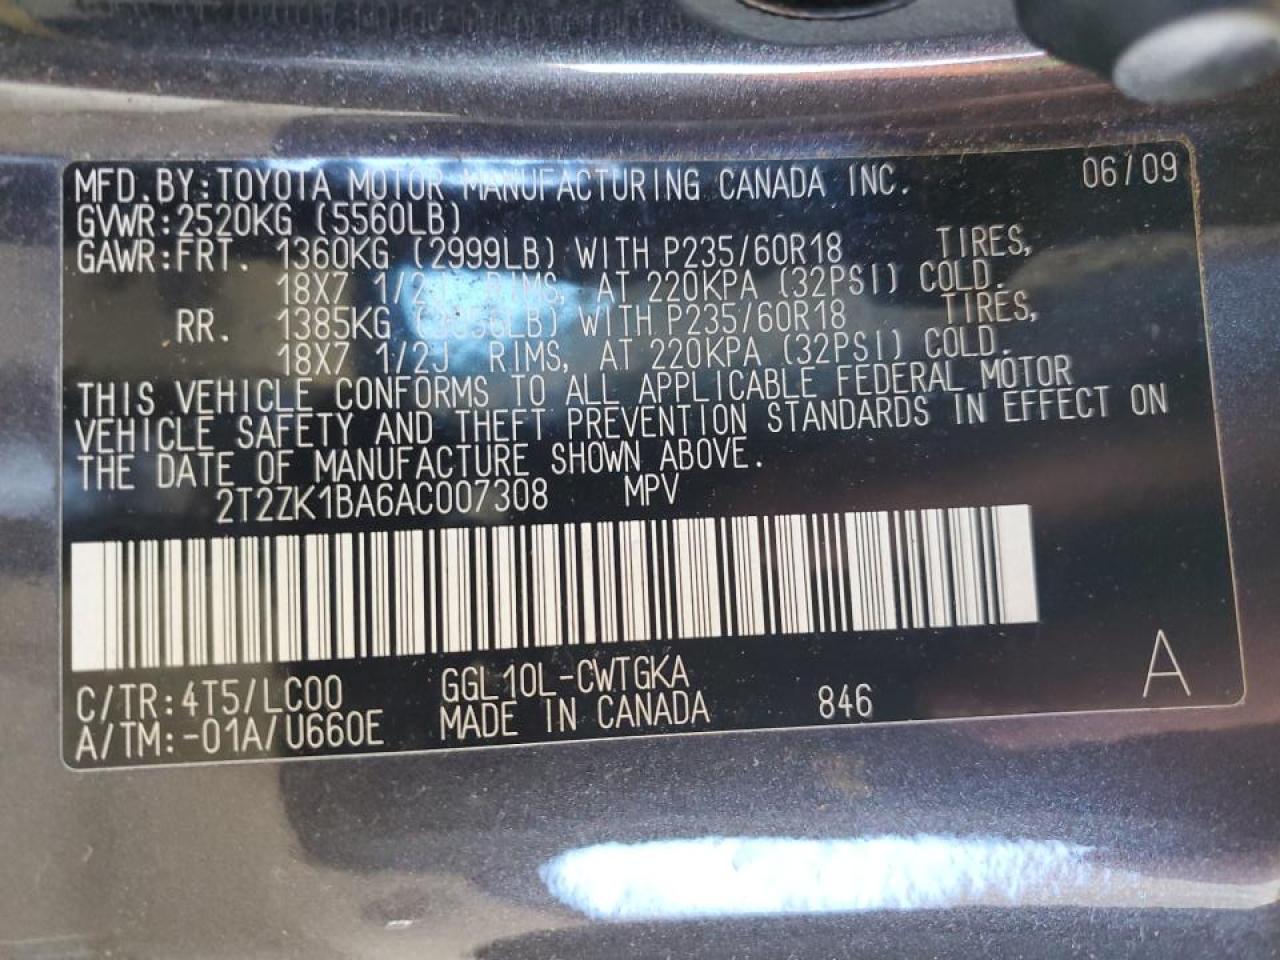 MFD.BY:TOYOTA MOTOR MANUFACTURING CANADA INC. 06/09
GVWR:2520KG (5560LB)
GAWR:FRT. 1360KG (2999LB) WITH P235/60R18 TIRES,
18X7 1/2J RIMS, AT 220KPA (32PSI) COLD.
RR. 1385KG WITH P235/60R18 TIRES,
18X7 1/2J RIMS, AT 220KPA (32PSI) COLD.
THIS VEHICLE CONFORMS TO ALL APPLICABLE FEDERAL MOTOR
VEHICLE SAFETY AND THEFT PREVENTION STANDARDS IN EFFECT ON
THE DATE OF MANUFACTURE SHOWN ABOVE.
2T2ZK1BA6AC007308 MPV
C/TR:4T5/LC00 GGL10L-CWTGKA
A/TM:-01A/U660E MADE IN CANADA 846 A